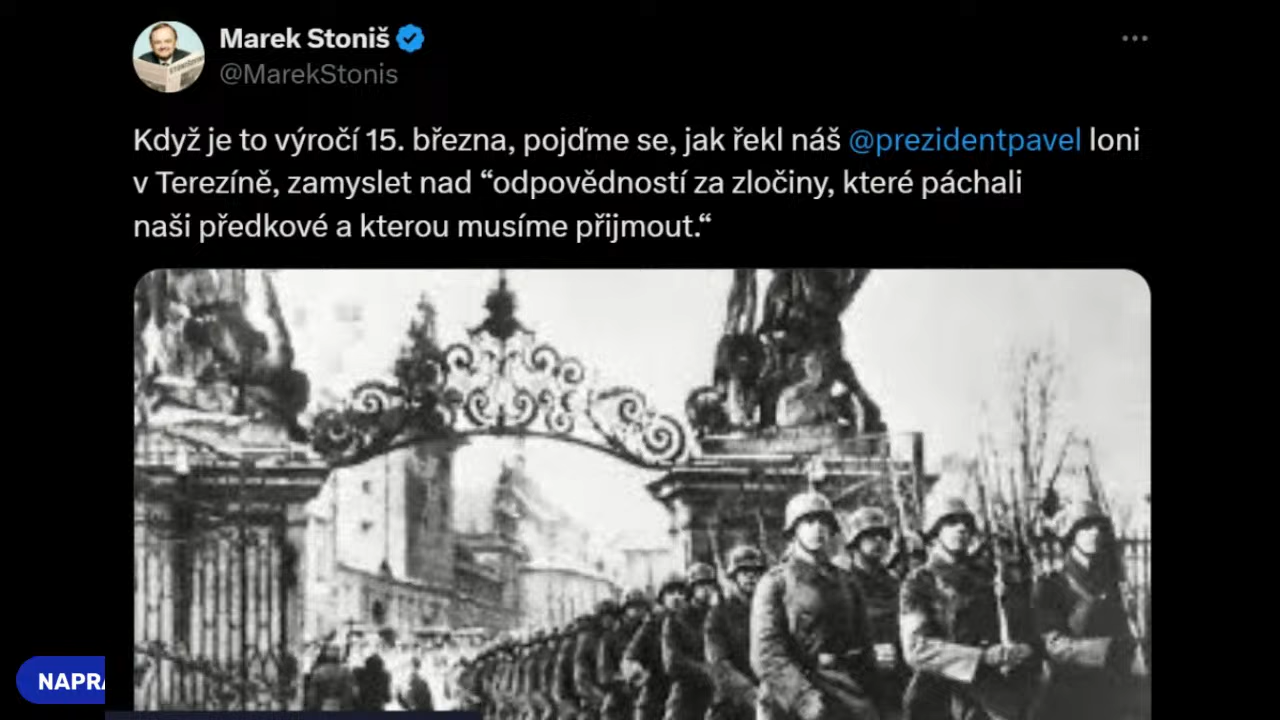 Marek Stoniš
@MarekStonis
Když je to výročí 15. března, pojďme se, jak řekl náš @prezidentpavel loni
v Terezíně, zamyslet nad “odpovědností za zločiny, které páchali
naši předkové a kterou musíme přijmout.“